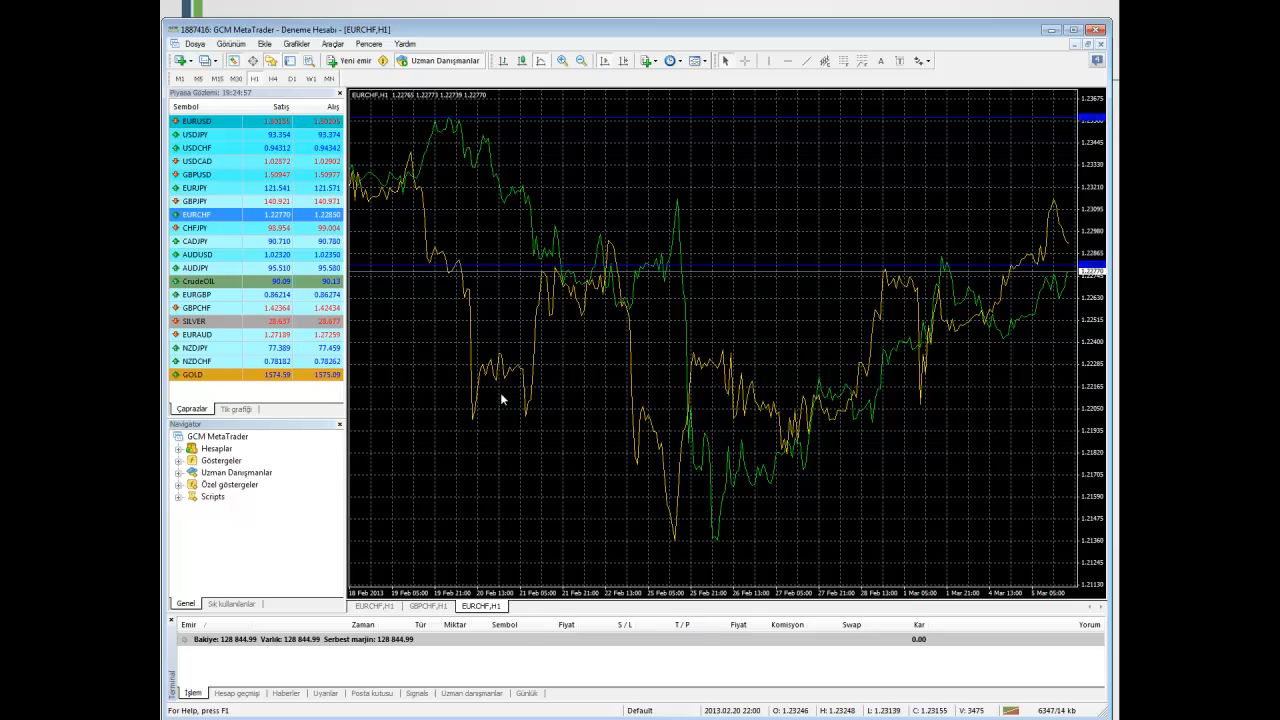 1887416: GCM MetaTrader - Deneme Hesabı - [EURCHF,H1]
Dosya Görünüm Ekle Grafikler Araçlar Pencere Yardım
Yeni emir Uzman Danışmanlar
M1 M5 M15 M30 H1 H4 D1 W1 MN
Piyasa Gözlemi: 19:24:57
Sembol Satış Alış
EURUSD 1.30205
USDJPY 93.354 93.374
USDCHF 0.94312 0.94342
USDCAD 1.02872 1.02902
GBPUSD 1.50947 1.50977
EURJPY 121.541 121.571
GBPJPY 140.921 140.971
EURCHF 1.22770 1.22850
CHFJPY 98.954 99.004
CADJPY 90.710 90.780
AUDUSD 1.02320 1.02350
AUDJPY 95.510 95.580
CrudeOIL 90.09 90.13
EURGBP 0.86214 0.86274
GBPCHF 1.42364 1.42434
SILVER 28.637 28.677
EURAUD 1.27189 1.27259
NZDJPY 77.389 77.459
NZDCHF 0.78182 0.78262
GOLD 1574.59 1575.09
Çaprazlar Tik grafiği
Navigator
GCM MetaTrader
Hesaplar
Göstergeler
Uzman Danışmanlar
Özel göstergeler
Scripts
Genel Sık kullanılanlar
EURCHF,H1 1.22765 1.22773 1.22739 1.22770
1.23675
1.23445
1.23330
1.23210
1.23095
1.22980
1.22865
1.22770
1.22630
1.22515
1.22400
1.22285
1.22165
1.22050
1.21935
1.21820
1.21705
1.21590
1.21475
1.21360
1.21245
1.21130
18 Feb 2013 19 Feb 05:00 19 Feb 21:00 20 Feb 13:00 21 Feb 05:00 21 Feb 21:00 22 Feb 13:00 25 Feb 05:00 25 Feb 21:00 26 Feb 13:00 27 Feb 05:00 27 Feb 21:00 28 Feb 13:00 1 Mar 05:00 1 Mar 21:00 4 Mar 13:00 5 Mar 05:00
EURCHF,H1 GBPCHF,H1 EURCHF,H1
Emir Zaman Tür Miktar Sembol Fiyat S / L T / P Fiyat Komisyon Swap Kar Yorum
Bakiye: 128 844.99 Varlık: 128 844.99 Serbest marjin: 128 844.99 0.00
Terminal
İşlem Hesap geçmişi Haberler Uyarılar Posta kutusu Signals Uzman danışmanlar Günlük
For Help, press F1 Default 2013.02.20 22:00 O: 1.23246 H: 1.23248 L: 1.23139 C: 1.23155 V: 3475 6347/14 kb